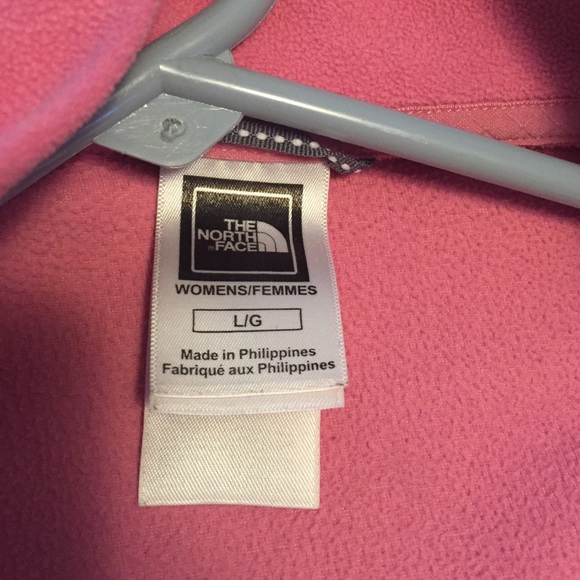 THE
NORTH
FACE
WOMENS/FEMMES
L/G
Made in Philippines
Fabriqué aux Philippines